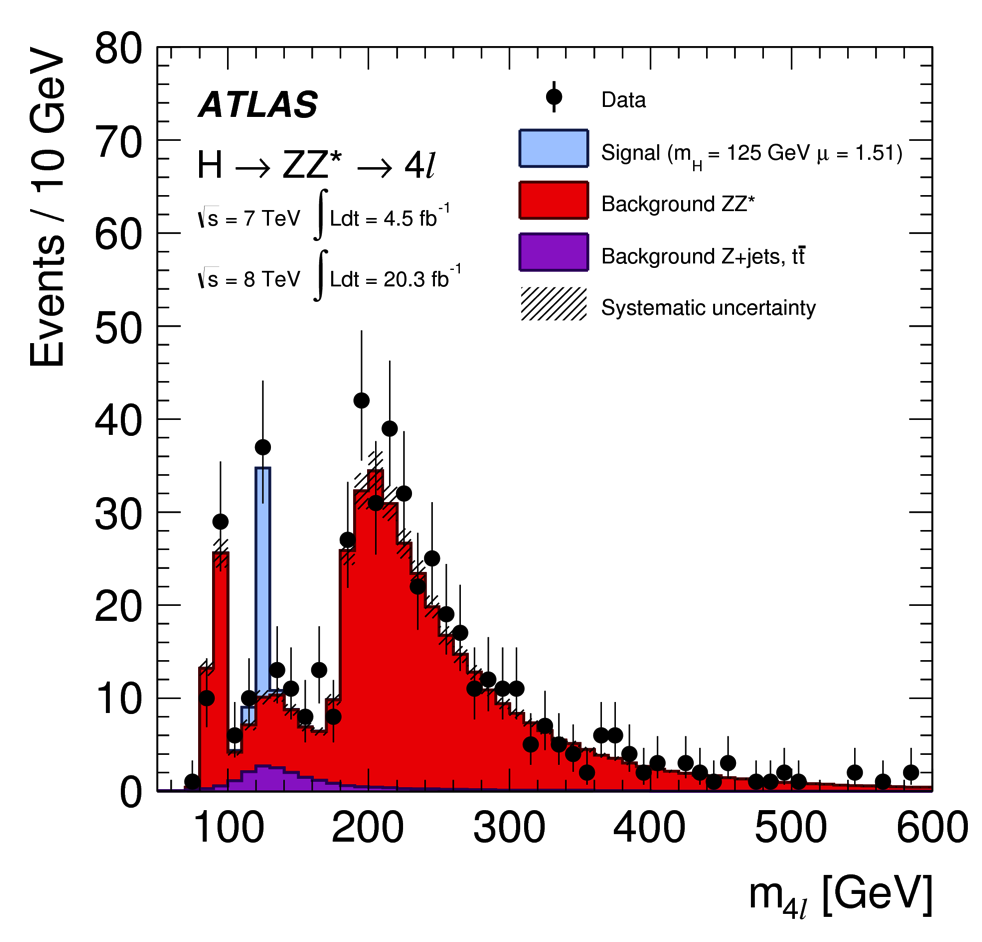 Events / 10 GeV
80
70
60
50
40
30
20
10
0
ATLAS
H → ZZ* → 4l
√s = 7 TeV ∫Ldt = 4.5 fb⁻¹
√s = 8 TeV ∫Ldt = 20.3 fb⁻¹
Data
Signal (m_H = 125 GeV μ = 1.51)
Background ZZ*
Background Z+jets, tt̄
Systematic uncertainty
100 200 300 400 500 600
m_4l [GeV]